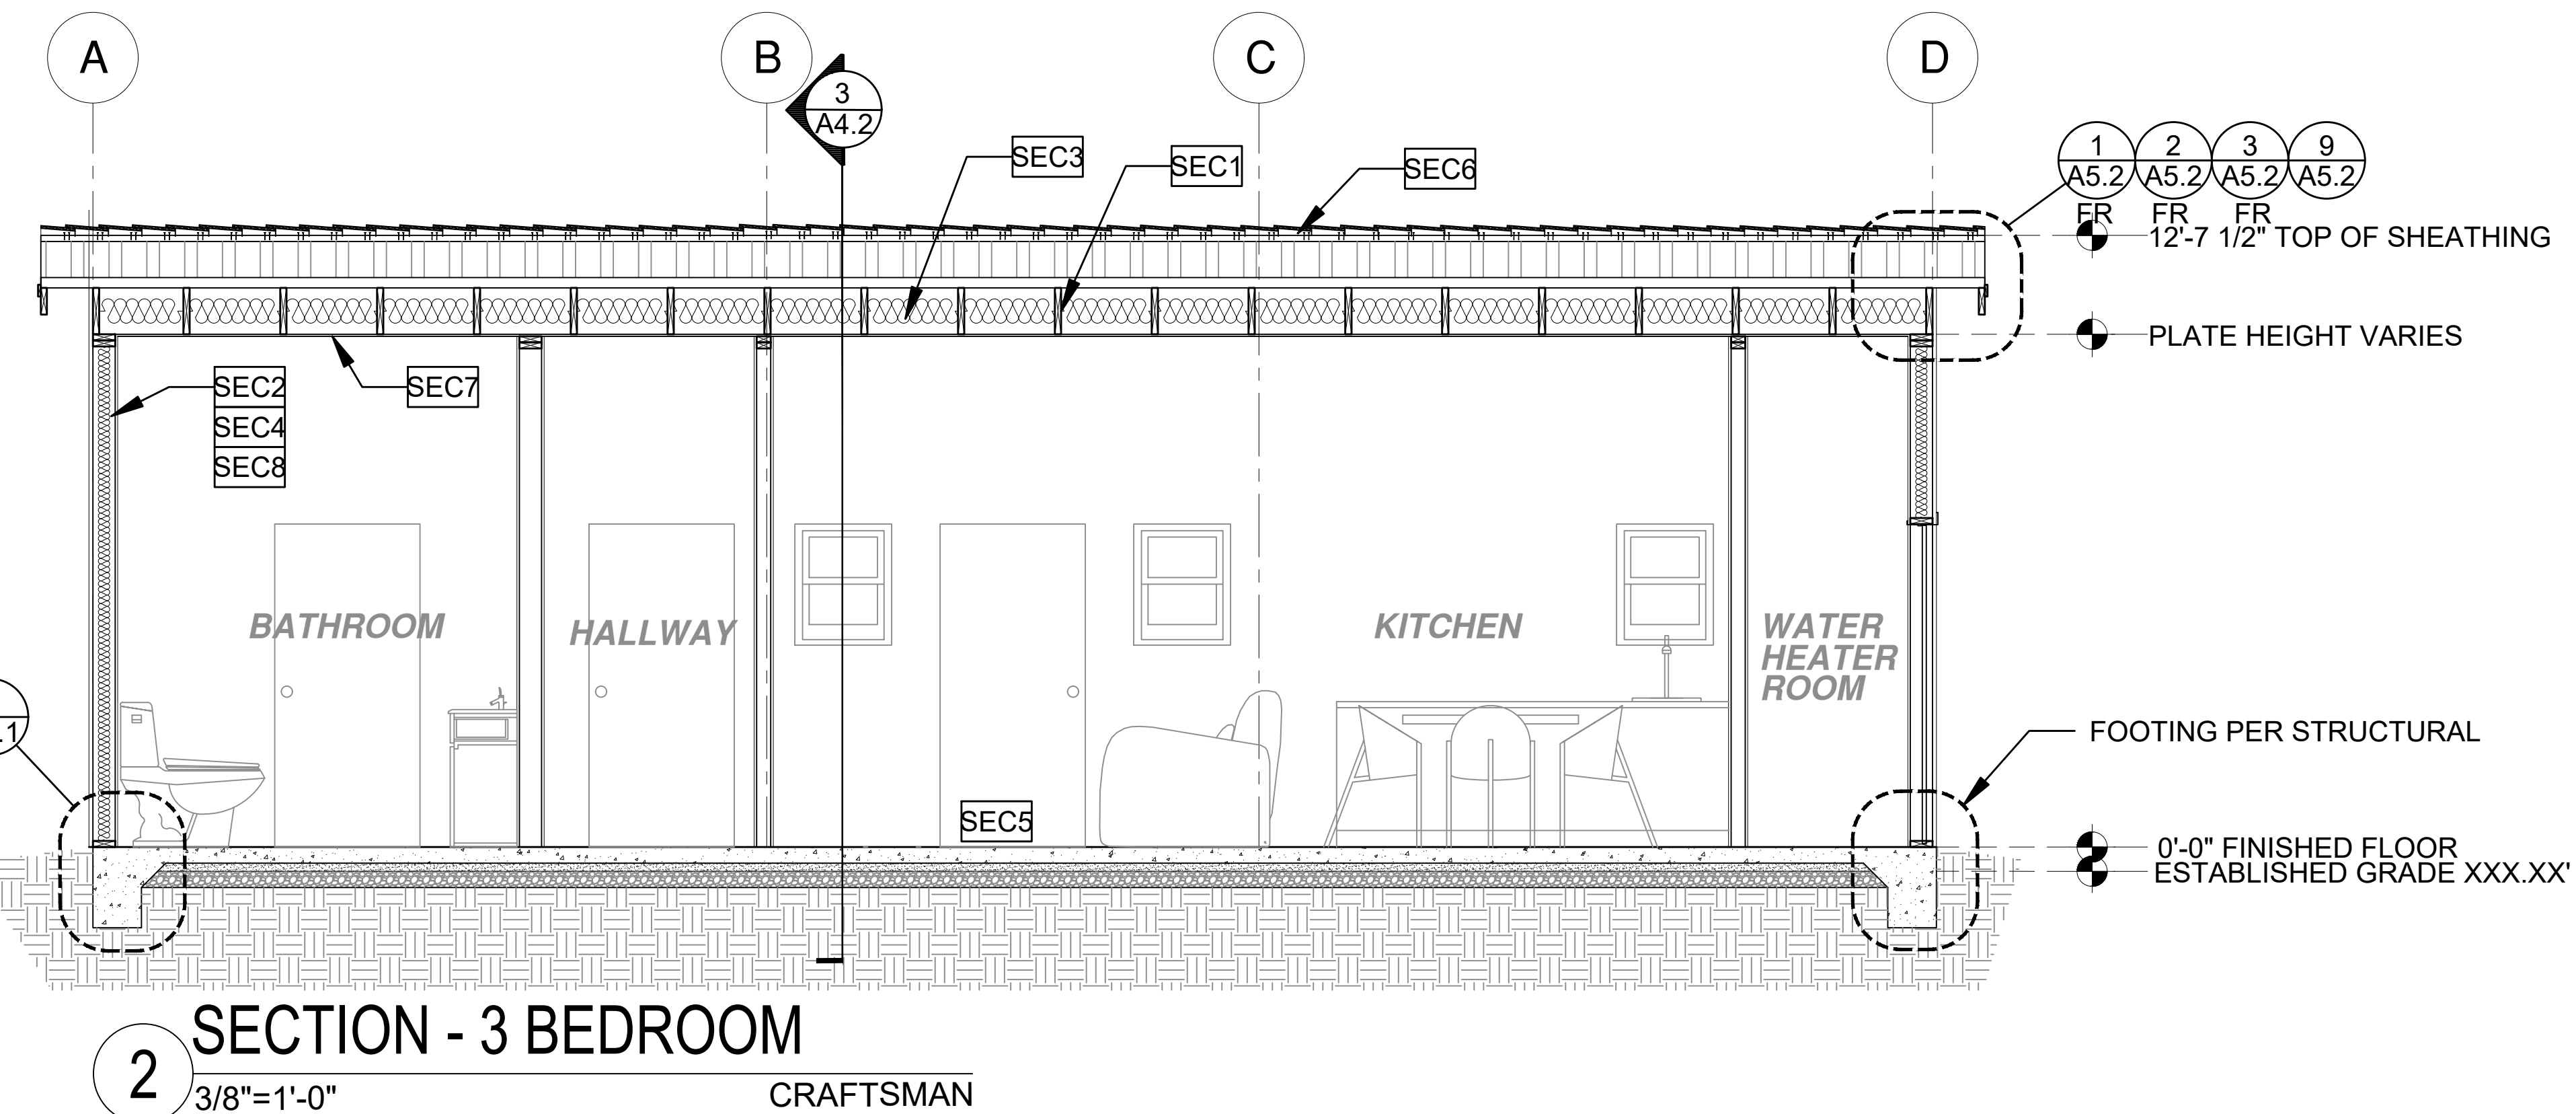 A
B
C
D
3
A4.2
SEC3
SEC1
SEC6
1
A5.2
FR
2
A5.2
FR
3
A5.2
FR
9
A5.2
12'-7 1/2" TOP OF SHEATHING
PLATE HEIGHT VARIES
SEC2
SEC4
SEC8
SEC7
BATHROOM
HALLWAY
KITCHEN
WATER
HEATER
ROOM
FOOTING PER STRUCTURAL
SEC5
0'-0" FINISHED FLOOR
ESTABLISHED GRADE XXX.XX'
2
SECTION - 3 BEDROOM
3/8"=1'-0"
CRAFTSMAN